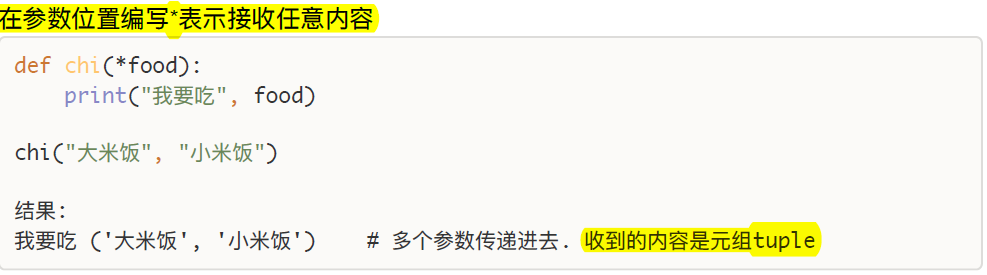 在参数位置编写*表示接收任意内容
def chi(*food):
    print("我要吃", food)
chi("大米饭", "小米饭")
结果:
我要吃 ('大米饭', '小米饭')    # 多个参数传递进去. 收到的内容是元组tuple